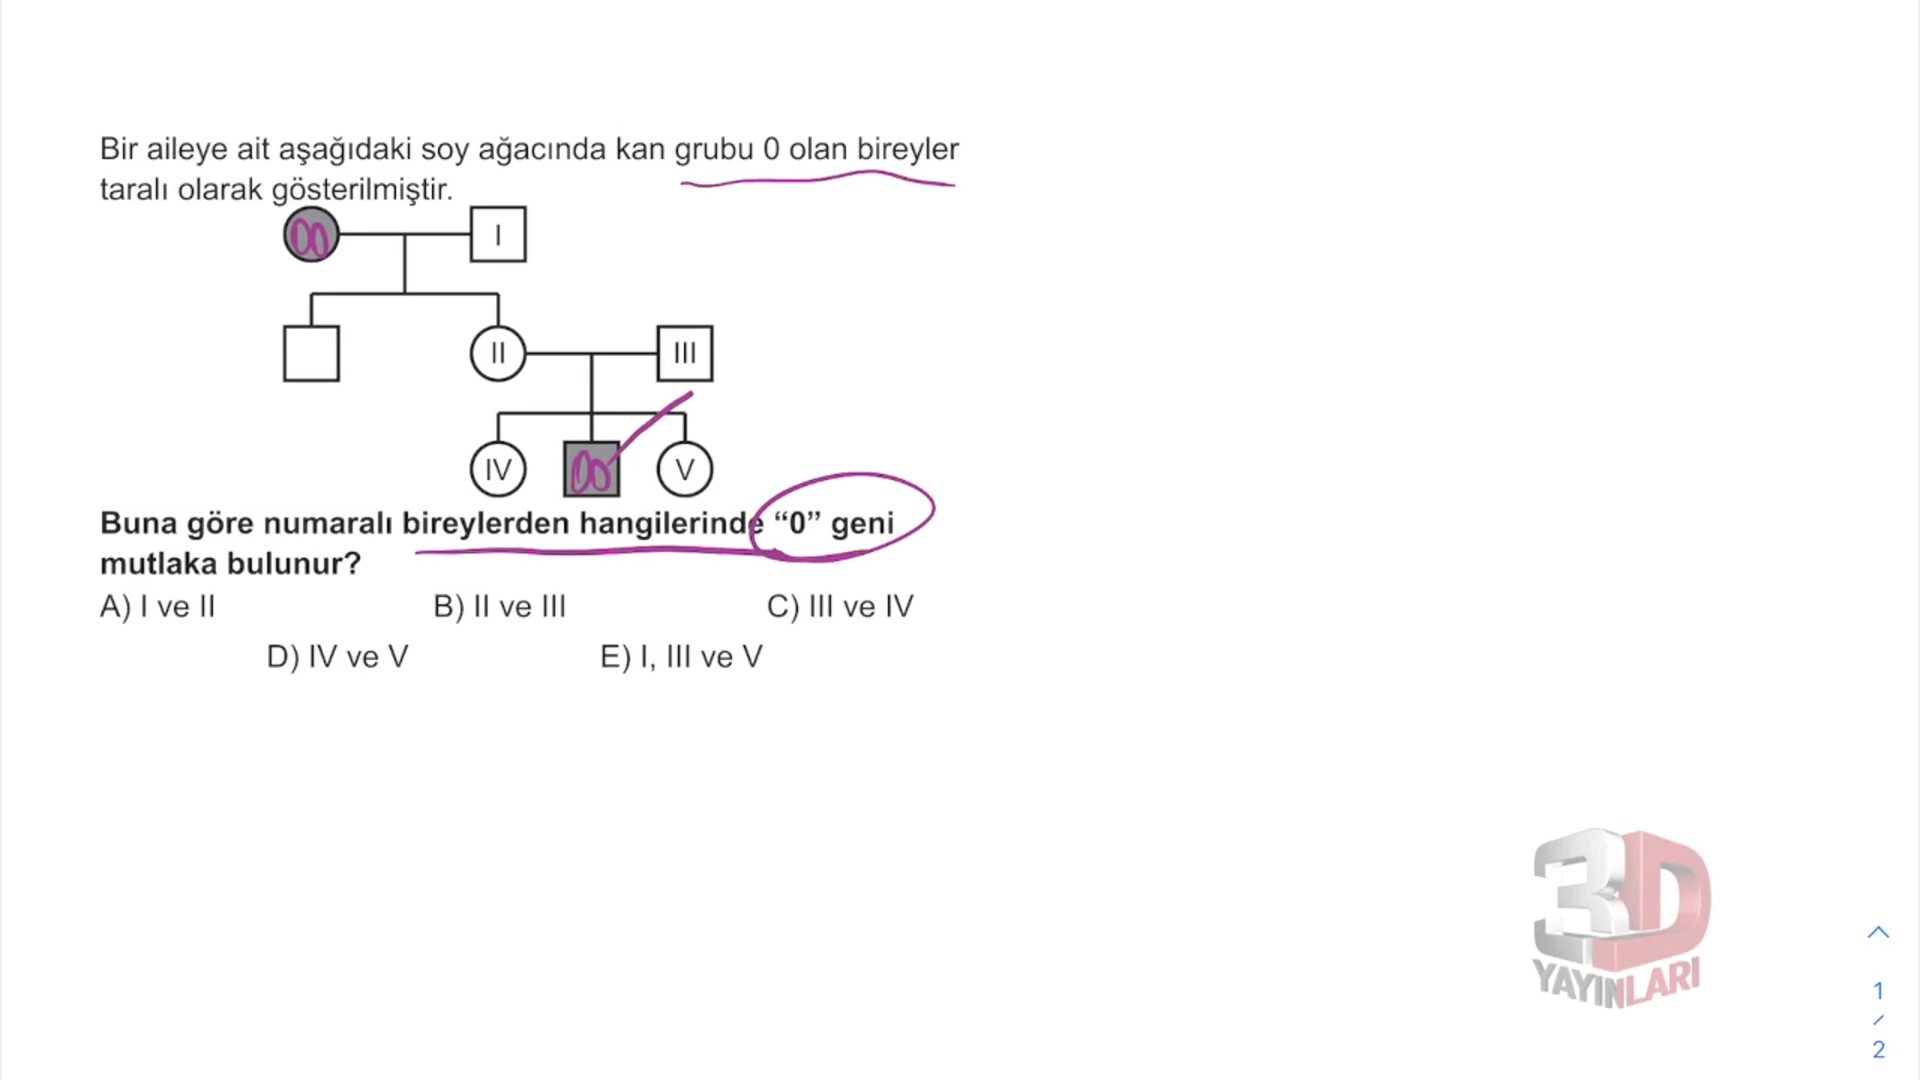 Bir aileye ait aşağıdaki soy ağacında kan grubu 0 olan bireyler
taralı olarak gösterilmiştir.
00 I
II III
IV 00 V
Buna göre numaralı bireylerden hangilerinde “0” geni
mutlaka bulunur?
A) I ve II B) II ve III C) III ve IV
D) IV ve V E) I, III ve V
3D
YAYINLARI
1
/
2